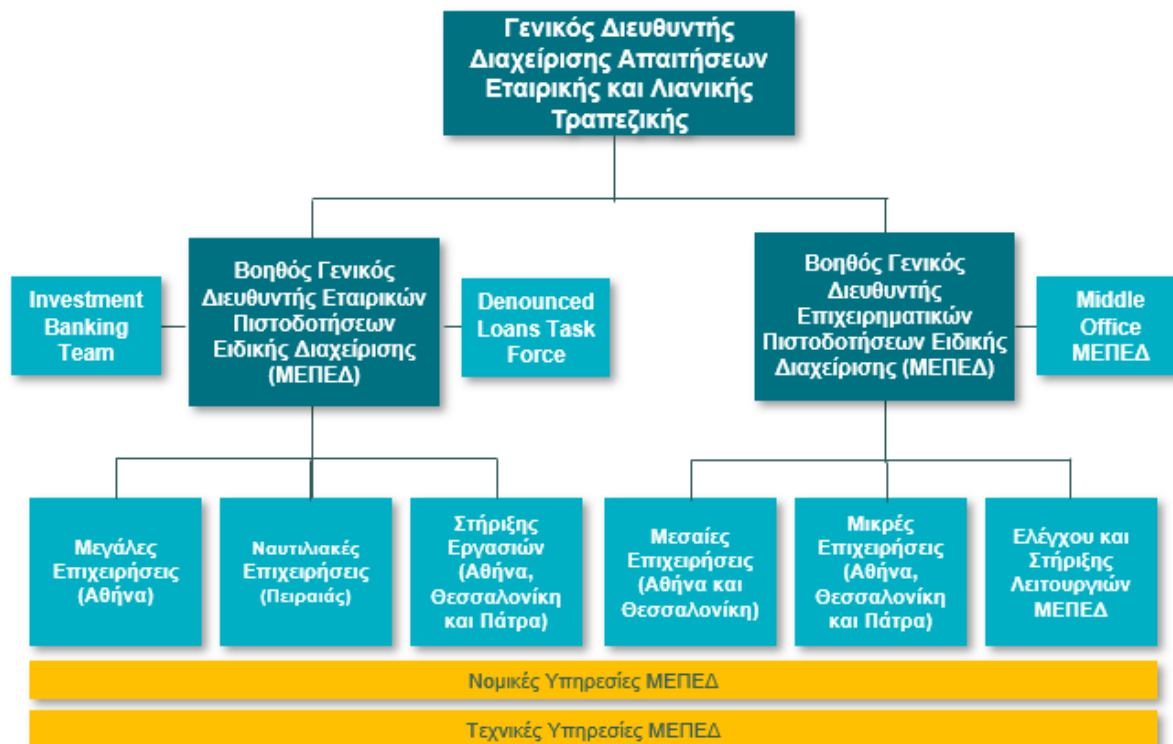 Γενικός Διευθυντής
Διαχείρισης Απαιτήσεων
Εταιρικής και Λιανικής
Τραπεζικής
Investment
Banking
Team
Βοηθός Γενικός
Διευθυντής Εταιρικών
Πιστοδοτήσεων
Ειδικής Διαχείρισης
(ΜΕΠΕΔ)
Denounced
Loans Task
Force
Βοηθός Γενικός
Διευθυντής
Επιχειρηματικών
Πιστοδοτήσεων Ειδικής
Διαχείρισης (ΜΕΠΕΔ)
Middle
Office
ΜΕΠΕΔ
Μεγάλες
Επιχειρήσεις
(Αθήνα)
Ναυτιλιακές
Επιχειρήσεις
(Πειραιάς)
Στήριξης
Εργασιών
(Αθήνα,
Θεσσαλονίκη
και Πάτρα)
Μεσαίες
Επιχειρήσεις
(Αθήνα και
Θεσσαλονίκη)
Μικρές
Επιχειρήσεις
(Αθήνα,
Θεσσαλονίκη
και Πάτρα)
Ελέγχου και
Στήριξης
Λειτουργιών
ΜΕΠΕΔ
Νομικές Υπηρεσίες ΜΕΠΕΔ
Τεχνικές Υπηρεσίες ΜΕΠΕΔ